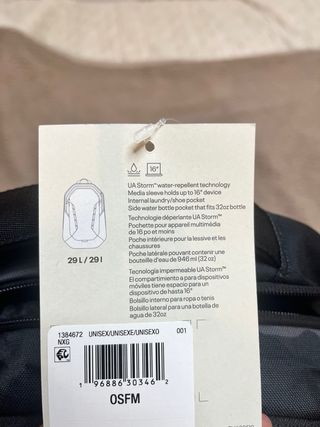 16"
UA Storm™ water-repellent technology
Media sleeve holds up to 16" device
Internal laundry/shoe pocket
Side water bottle pocket that fits 32oz bottle
Technologie déperlante UA Storm™
Pochette pour appareil multimédia
de 16 po et moins
Poche intérieure pour la lessive et les
chaussures
Poche latérale pouvant contenir une
bouteille d'eau de 946 ml (32 oz)
Tecnología impermeable UA Storm™
El compartimento a para dispositivos
móviles tiene espacio para un
dispositivo de hasta 16"
Bolsillo interno para ropa o tenis
Bolsillo lateral para una botella de
agua de 32oz
29 L / 29 l
1384672 UNISEX/UNISEXE/UNISEXO 001
NXG
1 96886 30346 2
OSFM